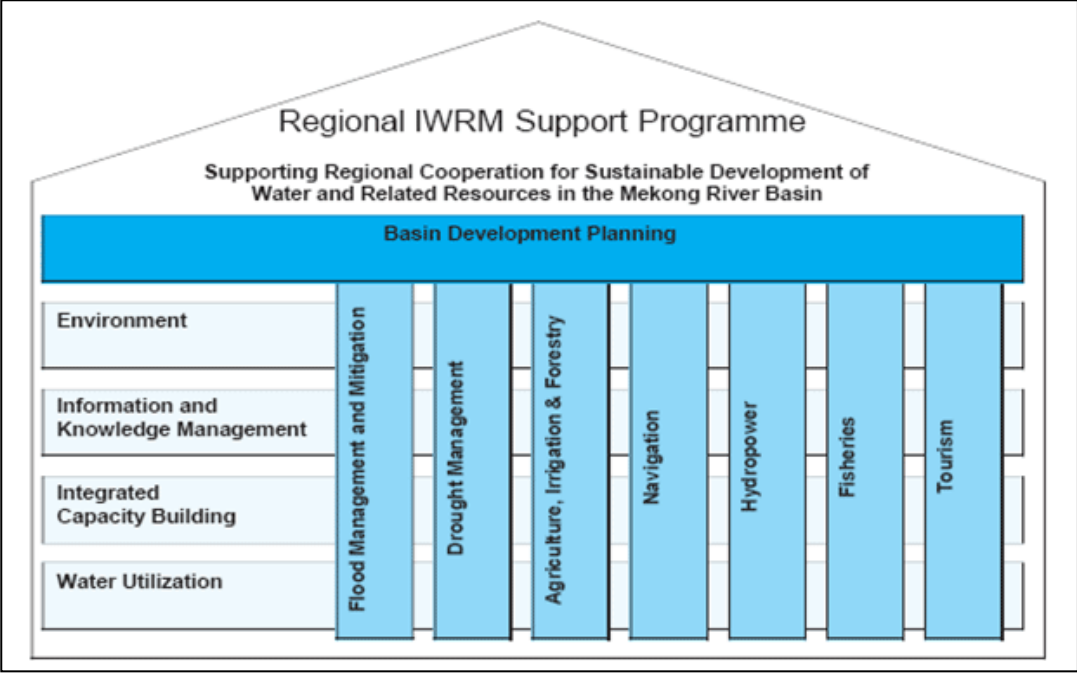 Regional IWRM Support Programme
Supporting Regional Cooperation for Sustainable Development of
Water and Related Resources in the Mekong River Basin
Basin Development Planning
Environment
Information and
Knowledge Management
Integrated
Capacity Building
Water Utilization
Flood Management and Mitigation
Drought Management
Agriculture, Irrigation & Forestry
Navigation
Hydropower
Fisheries
Tourism